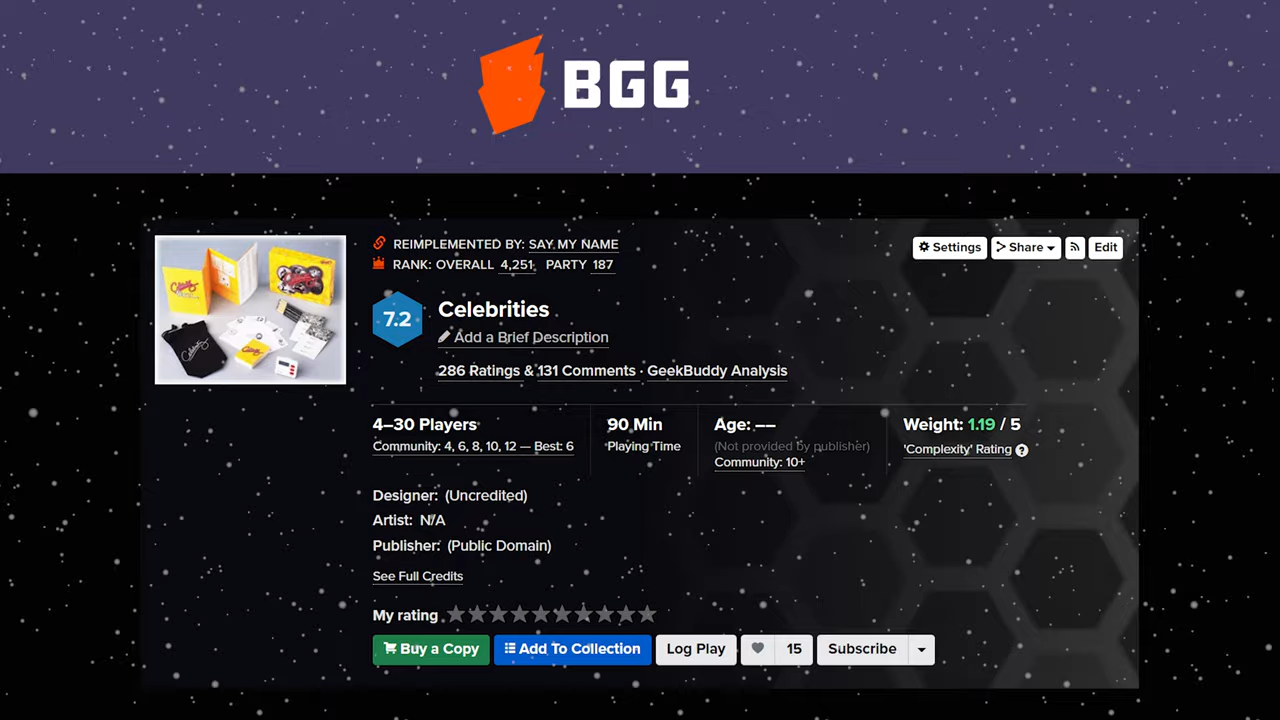 BGG
REIMPLEMENTED BY: SAY MY NAME
RANK: OVERALL 4,251 PARTY 187
Settings
Share
Edit
7.2
Celebrities
Add a Brief Description
286 Ratings & 131 Comments · GeekBuddy Analysis
4–30 Players
Community: 4, 6, 8, 10, 12 — Best: 6
90 Min
Playing Time
Age: ––
(Not provided by publisher)
Community: 10+
Weight: 1.19 / 5
'Complexity' Rating ?
Designer: (Uncredited)
Artist: N/A
Publisher: (Public Domain)
See Full Credits
My rating
Buy a Copy
Add To Collection
Log Play
15
Subscribe